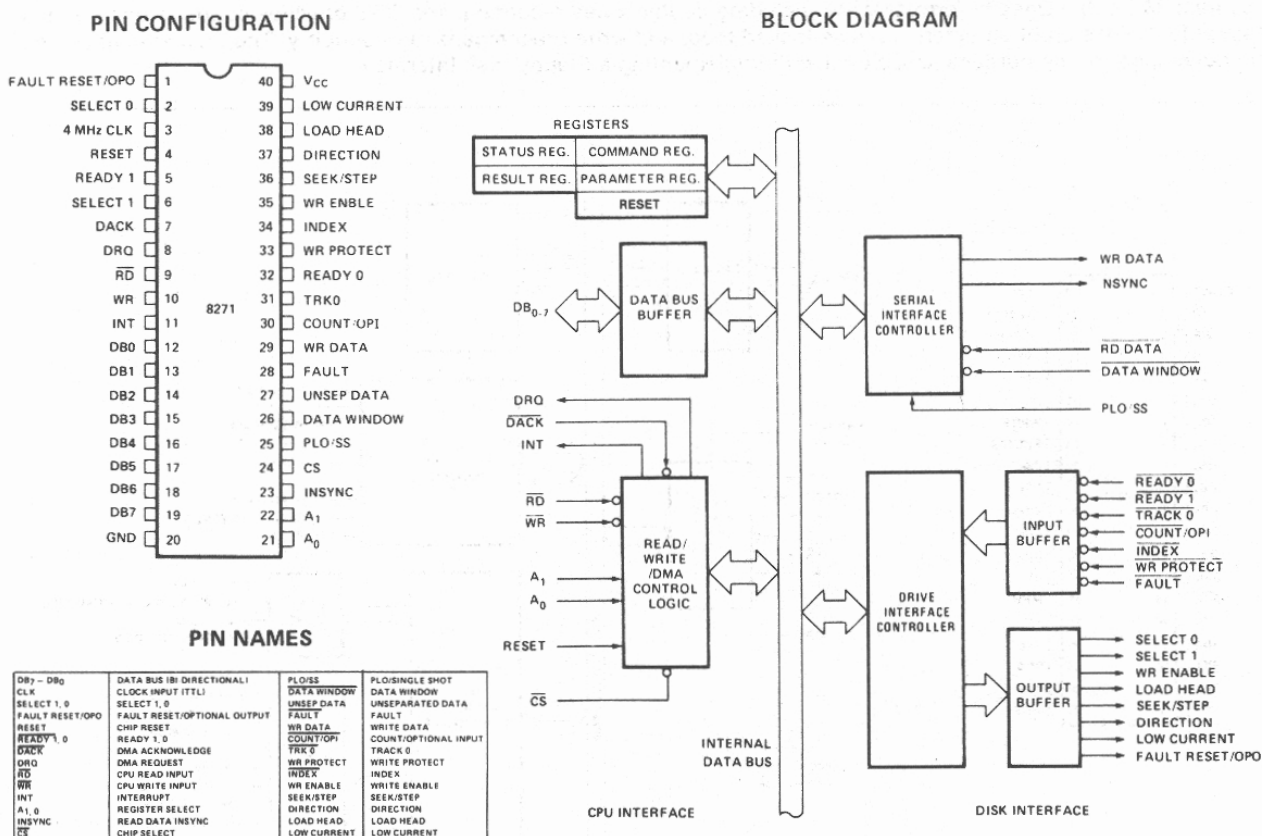 PIN CONFIGURATION
FAULT RESET/OPO 1
SELECT 0 2
4 MHz CLK 3
RESET 4
READY 1 5
SELECT 1 6
DACK 7
DRQ 8
R̅D̅ 9
WR 10
INT 11
DB0 12
DB1 13
DB2 14
DB3 15
DB4 16
DB5 17
DB6 18
DB7 19
GND 20
8271
40 VCC
39 LOW CURRENT
38 LOAD HEAD
37 DIRECTION
36 SEEK/STEP
35 WR ENBLE
34 INDEX
33 WR PROTECT
32 READY 0
31 TRK0
30 COUNT/OPI
29 WR DATA
28 FAULT
27 UNSEP DATA
26 DATA WINDOW
25 PLO/SS
24 CS
23 INSYNC
22 A1
21 A0
PIN NAMES
DB7 – DB0 DATA BUS (BI DIRECTIONAL) PLO/SS PLO/SINGLE SHOT
CLK CLOCK INPUT (TTL) DATA WINDOW DATA WINDOW
SELECT 1, 0 SELECT 1, 0 UNSEP DATA UNSEPARATED DATA
FAULT RESET/OPO FAULT RESET/OPTIONAL OUTPUT FAULT FAULT
RESET CHIP RESET WR DATA WRITE DATA
READY 1, 0 READY 1, 0 COUNT/OPI COUNT/OPTIONAL INPUT
DACK DMA ACKNOWLEDGE TRK 0 TRACK 0
DRQ DMA REQUEST WR PROTECT WRITE PROTECT
RD CPU READ INPUT INDEX INDEX
WR CPU WRITE INPUT WR ENABLE WRITE ENABLE
INT INTERRUPT SEEK/STEP SEEK/STEP
A1, 0 REGISTER SELECT DIRECTION DIRECTION
INSYNC READ DATA INSYNC LOAD HEAD LOAD HEAD
CS CHIP SELECT LOW CURRENT LOW CURRENT
BLOCK DIAGRAM
REGISTERS
STATUS REG. COMMAND REG.
RESULT REG. PARAMETER REG.
RESET
DB0-7
DATA BUS
BUFFER
DRQ
DACK
INT
RD
WR
A1
A0
RESET
CS
READ/
WRITE
/DMA
CONTROL
LOGIC
INTERNAL
DATA BUS
CPU INTERFACE
SERIAL
INTERFACE
CONTROLLER
WR DATA
NSYNC
RD DATA
DATA WINDOW
PLO/SS
DRIVE
INTERFACE
CONTROLLER
INPUT
BUFFER
READY 0
READY 1
TRACK 0
COUNT/OPI
INDEX
WR PROTECT
FAULT
OUTPUT
BUFFER
SELECT 0
SELECT 1
WR ENABLE
LOAD HEAD
SEEK/STEP
DIRECTION
LOW CURRENT
FAULT RESET/OPO
DISK INTERFACE